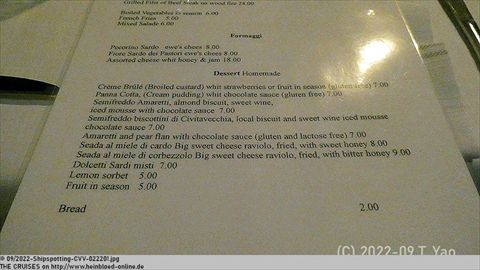 Grilled Filet of Beef Steak on wood fire 24.00
Boiled Vegetables in season 6.00
French Fries 5.00
Mixed Salade 6.00
Formaggi
Pecorino Sardo ewe's chees 8.00
Fiore Sardo dei Pastori ewe's chees 8.00
Assorted cheese whit honey & jam 18.00
Dessert Homemade
Crème Brûlé (Broiled custard) whit strawberries or fruit in season (gluten free) 7.00
Panna Cotta, (Cream pudding) whit chocolate sauce (gluten free) 7.00
Semifreddo Amaretti, almond biscuit, sweet wine,
iced mousse with chocolate sauce 7.00
Semifreddo biscottini di Civitavecchia, local biscuit and sweet wine iced mousse
chocolate sauce 7.00
Amaretti and pear flan with chocolate sauce (gluten and lactose free) 7.00
Seada al miele di cardo Big sweet cheese raviolo, fried, with sweet honey 8.00
Seada al miele di corbezzolo Big sweet cheese raviolo, fried, with bitter honey 9.00
Dolcetti Sardi misti 7.00
Lemon sorbet 5.00
Fruit in season 5.00
Bread 2.00
(C) 2022-09 T. Yao
© 09/2022-Shipspotting-CVV-02220!.jpg
THE CRUISES on http://www.heinbloed-online.de